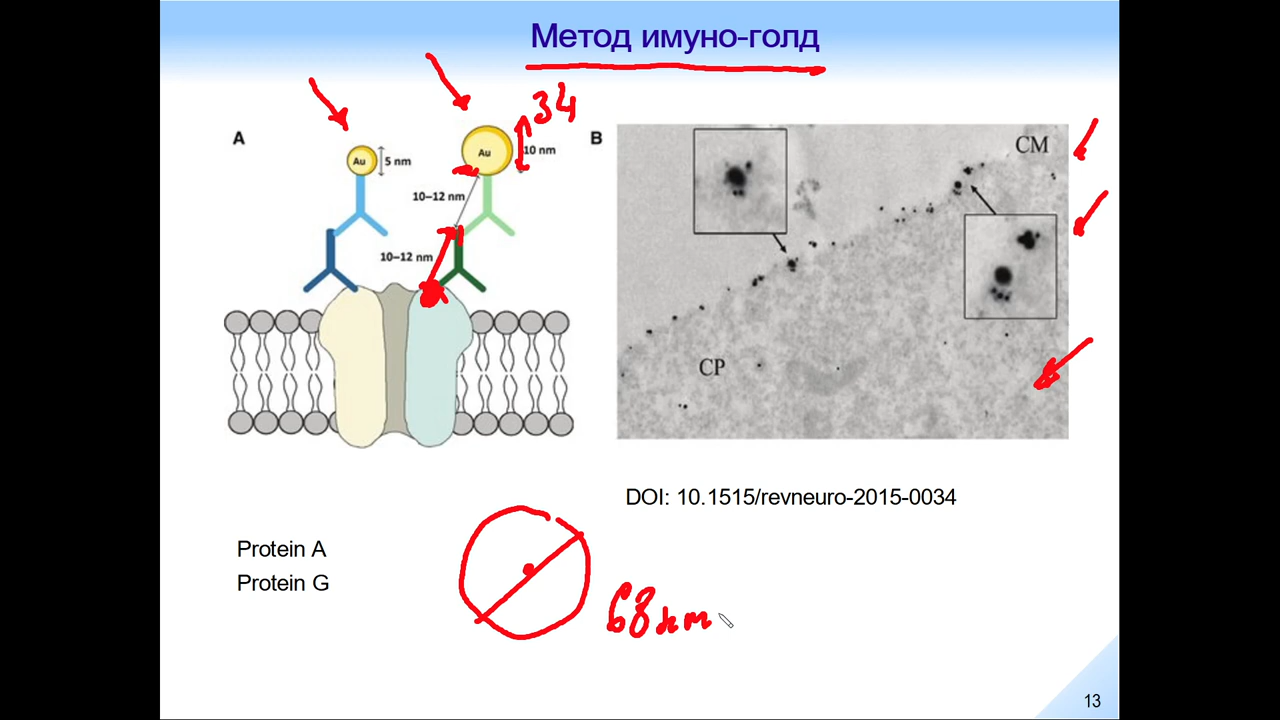 Метод имуно-голд
34
A
Au
5 nm
Au
10 nm
10–12 nm
10–12 nm
B
CM
CP
DOI: 10.1515/revneuro-2015-0034
Protein A
Protein G
68 nm
13